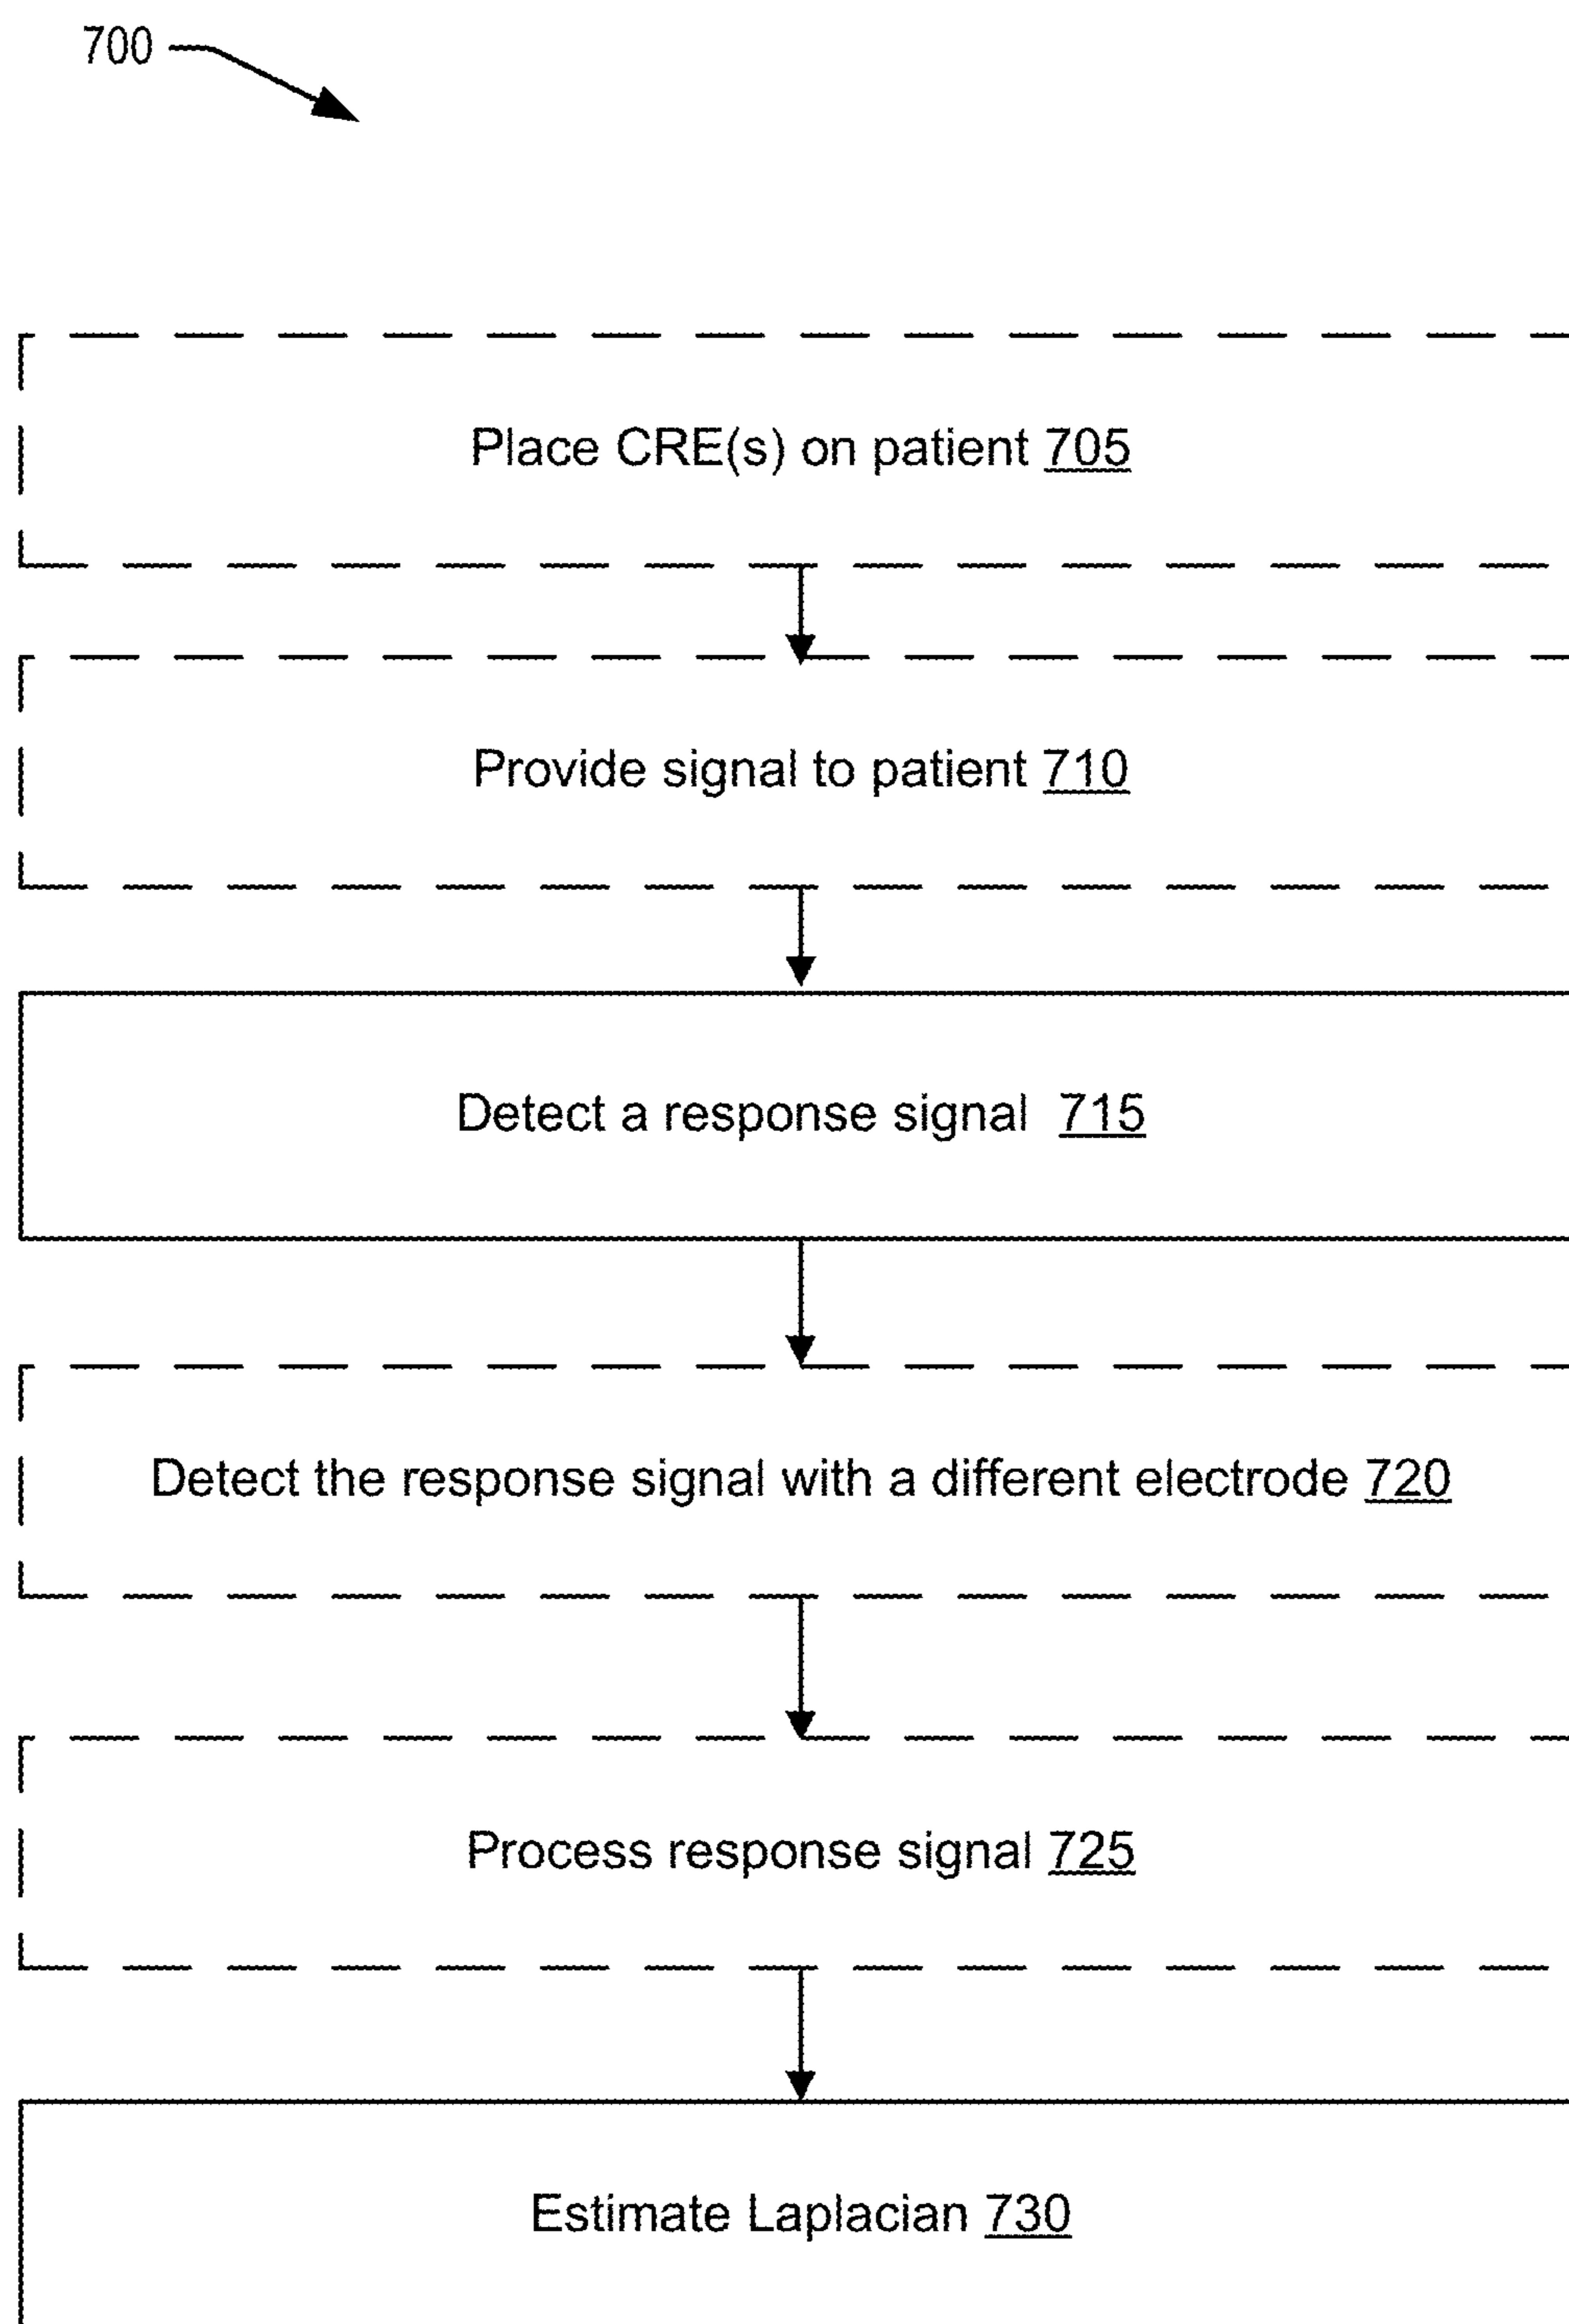 700
Place CRE(s) on patient 705
Provide signal to patient 710
Detect a response signal 715
Detect the response signal with a different electrode 720
Process response signal 725
Estimate Laplacian 730